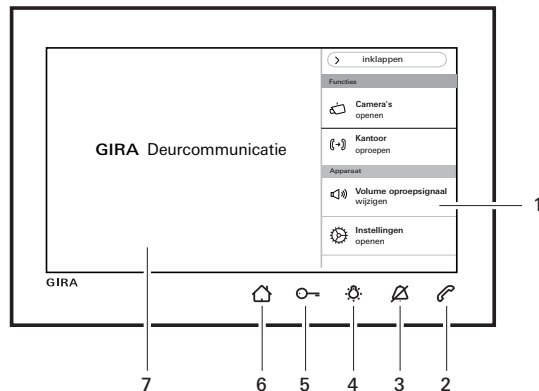 inklappen
Functies
Camera's
openen
Kantoor
oproepen
GIRA Deurcommunicatie
Apparaat
Volume oproepsignaal
wijzigen
1
Instellingen
openen
GIRA
7 6 5 4 3 2